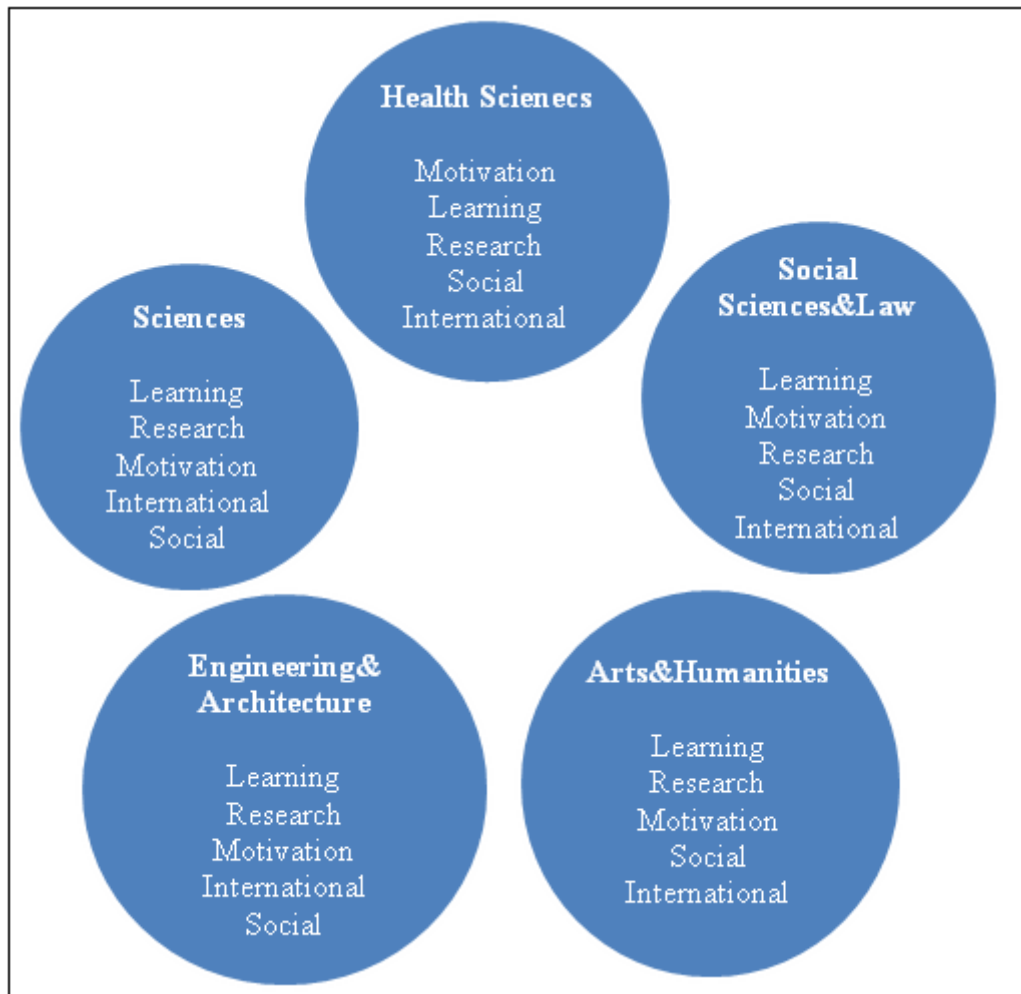 Health Scienecs
Motivation
Learning
Research
Social
International
Social
Sciences&Law
Learning
Motivation
Research
Social
International
Sciences
Learning
Research
Motivation
International
Social
Engineering&
Architecture
Learning
Research
Motivation
International
Social
Arts&Humanities
Learning
Research
Motivation
Social
International